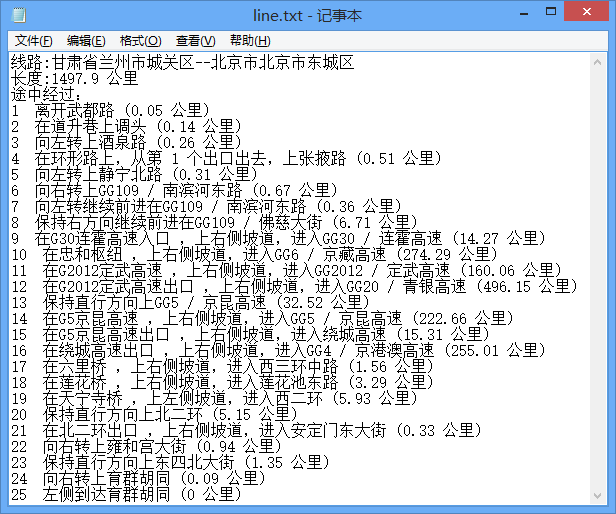 line.txt - 记事本
文件(F) 编辑(E) 格式(O) 查看(V) 帮助(H)
线路:甘肃省兰州市城关区--北京市北京市东城区
长度:1497.9 公里
途中经过:
1 离开武都路 (0.05 公里)
2 在道升巷上调头 (0.14 公里)
3 向左转上酒泉路 (0.26 公里)
4 在环形路上，从第 1 个出口出去，上张掖路 (0.51 公里)
5 向左转上静宁北路 (0.31 公里)
6 向右转上GG109 / 南滨河东路 (0.67 公里)
7 向左转继续前进在GG109 / 南滨河东路 (0.36 公里)
8 保持右方向继续前进在GG109 / 佛慈大街 (6.71 公里)
9 在G30连霍高速入口 ，上右侧坡道，进入GG30 / 连霍高速 (14.27 公里)
10 在忠和枢纽 ，上右侧坡道，进入GG6 / 京藏高速 (274.29 公里)
11 在G2012定武高速 ，上右侧坡道，进入GG2012 / 定武高速 (160.06 公里)
12 在G2012定武高速出口 ，上右侧坡道，进入GG20 / 青银高速 (496.15 公里)
13 保持直行方向上GG5 / 京昆高速 (32.52 公里)
14 在G5京昆高速 ，上右侧坡道，进入GG5 / 京昆高速 (222.66 公里)
15 在G5京昆高速出口 ，上右侧坡道，进入绕城高速 (15.31 公里)
16 在绕城高速出口 ，上右侧坡道，进入GG4 / 京港澳高速 (255.01 公里)
17 在六里桥 ，上右侧坡道，进入西三环中路 (1.56 公里)
18 在莲花桥 ，上右侧坡道，进入莲花池东路 (3.29 公里)
19 在天宁寺桥 ，上左侧坡道，进入西二环 (5.93 公里)
20 保持直行方向上北二环 (5.15 公里)
21 在北二环出口 ，上右侧坡道，进入安定门东大街 (0.33 公里)
22 向右转上雍和宫大街 (0.94 公里)
23 保持直行方向上东四北大街 (1.35 公里)
24 向右转上育群胡同 (0.09 公里)
25 左侧到达育群胡同 (0 公里)